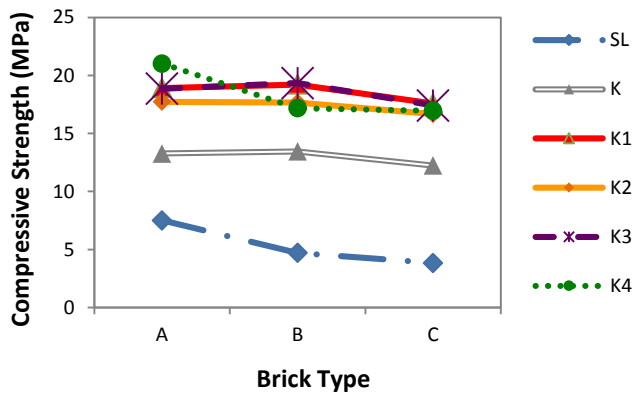 Compressive Strength (MPa)
25
20
15
10
5
0
A B C
Brick Type
SL
K
K1
K2
K3
K4